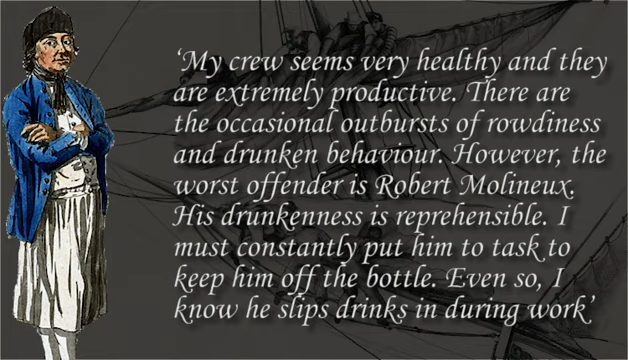 ‘My crew seems very healthy and they
are extremely productive. There are
the occasional outbursts of rowdiness
and drunken behaviour. However, the
worst offender is Robert Molineux.
His drunkenness is reprehensible. I
must constantly put him to task to
keep him off the bottle. Even so, I
know he slips drinks in during work’